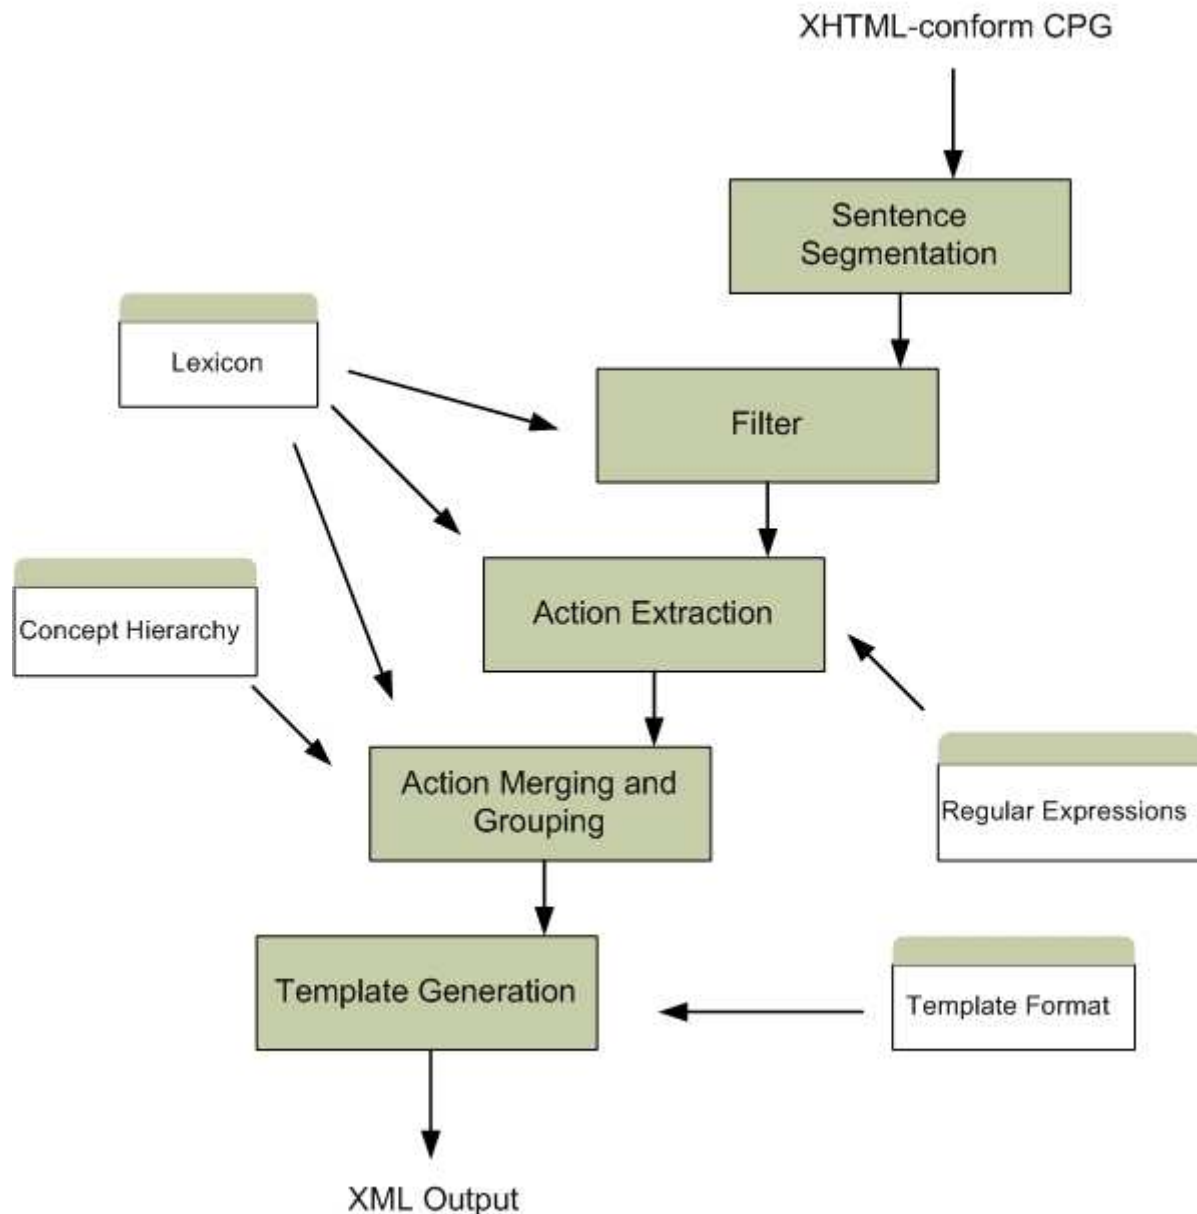 XHTML-conform CPG
Sentence
Segmentation
Lexicon
Filter
Concept Hierarchy
Action Extraction
Action Merging and
Grouping
Regular Expressions
Template Generation
Template Format
XML Output